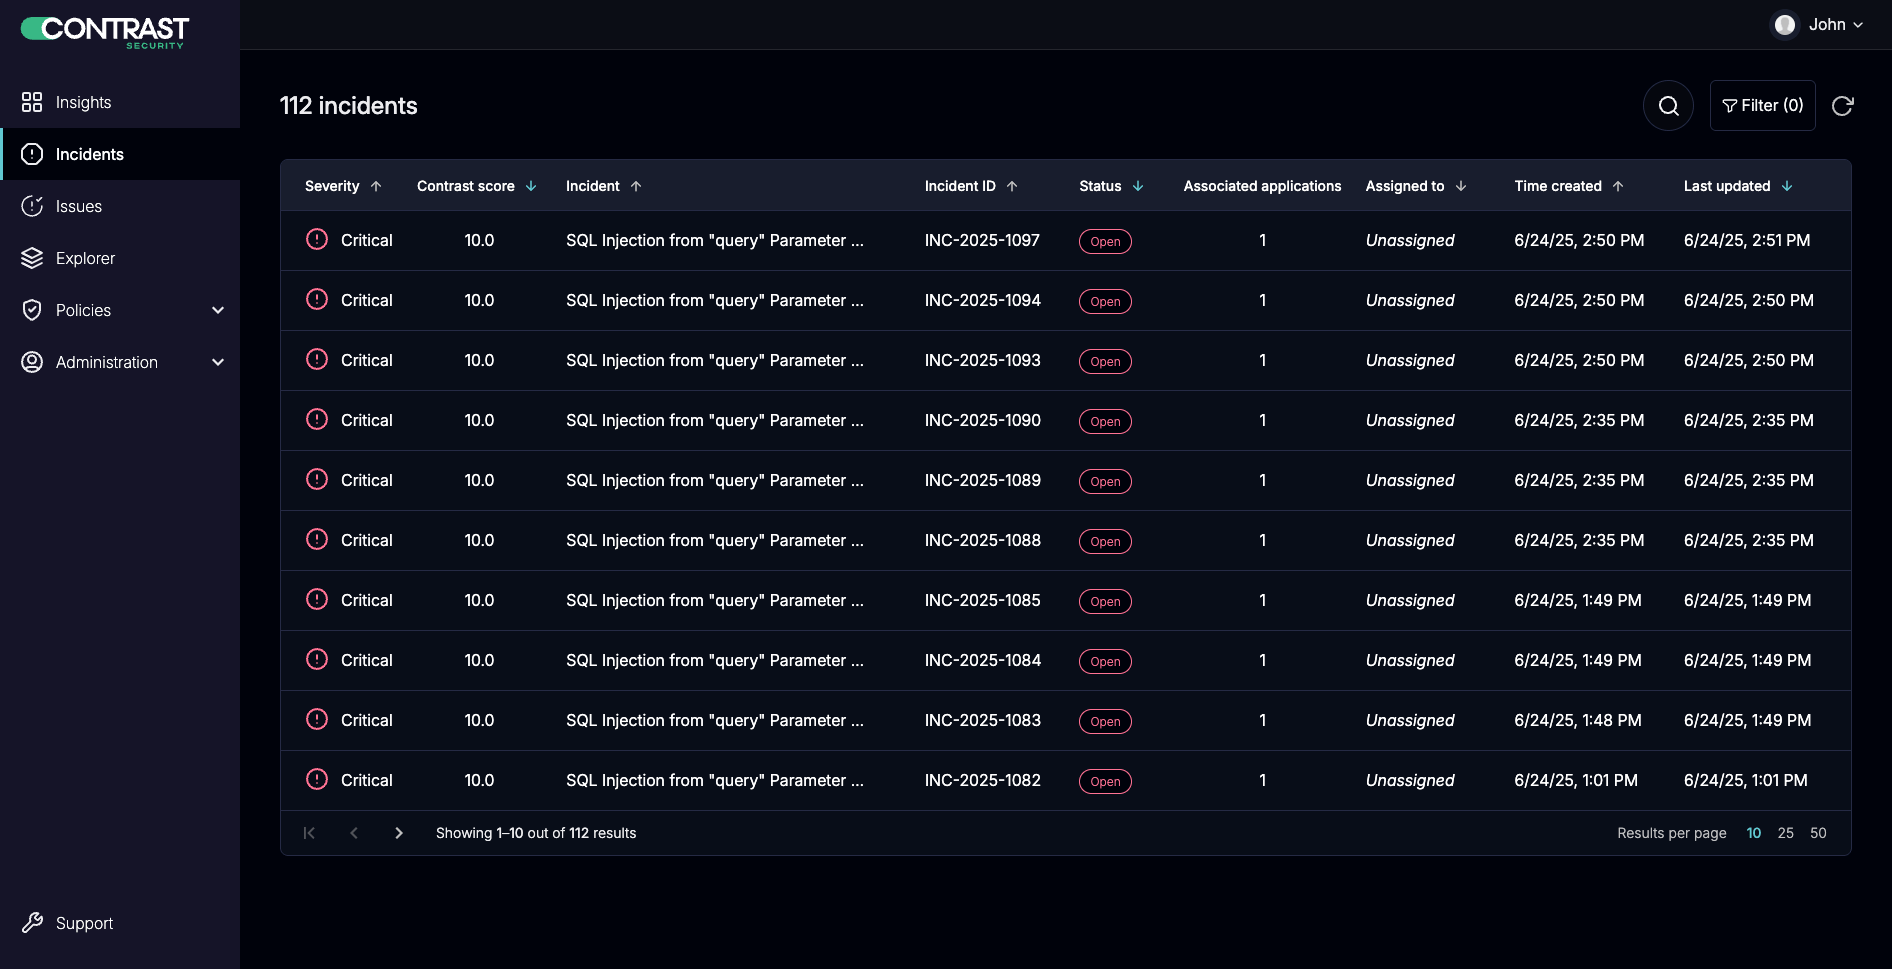 CONTRAST
SECURITY
John
Insights
Incidents
Issues
Explorer
Policies
Administration
Support
112 incidents
Filter (0)
Severity Contrast score Incident Incident ID Status Associated applications Assigned to Time created Last updated
Critical 10.0 SQL Injection from "query" Parameter ... INC-2025-1097 Open 1 Unassigned 6/24/25, 2:50 PM 6/24/25, 2:51 PM
Critical 10.0 SQL Injection from "query" Parameter ... INC-2025-1094 Open 1 Unassigned 6/24/25, 2:50 PM 6/24/25, 2:50 PM
Critical 10.0 SQL Injection from "query" Parameter ... INC-2025-1093 Open 1 Unassigned 6/24/25, 2:50 PM 6/24/25, 2:50 PM
Critical 10.0 SQL Injection from "query" Parameter ... INC-2025-1090 Open 1 Unassigned 6/24/25, 2:35 PM 6/24/25, 2:35 PM
Critical 10.0 SQL Injection from "query" Parameter ... INC-2025-1089 Open 1 Unassigned 6/24/25, 2:35 PM 6/24/25, 2:35 PM
Critical 10.0 SQL Injection from "query" Parameter ... INC-2025-1088 Open 1 Unassigned 6/24/25, 2:35 PM 6/24/25, 2:35 PM
Critical 10.0 SQL Injection from "query" Parameter ... INC-2025-1085 Open 1 Unassigned 6/24/25, 1:49 PM 6/24/25, 1:49 PM
Critical 10.0 SQL Injection from "query" Parameter ... INC-2025-1084 Open 1 Unassigned 6/24/25, 1:49 PM 6/24/25, 1:49 PM
Critical 10.0 SQL Injection from "query" Parameter ... INC-2025-1083 Open 1 Unassigned 6/24/25, 1:48 PM 6/24/25, 1:49 PM
Critical 10.0 SQL Injection from "query" Parameter ... INC-2025-1082 Open 1 Unassigned 6/24/25, 1:01 PM 6/24/25, 1:01 PM
Showing 1–10 out of 112 results
Results per page 10 25 50